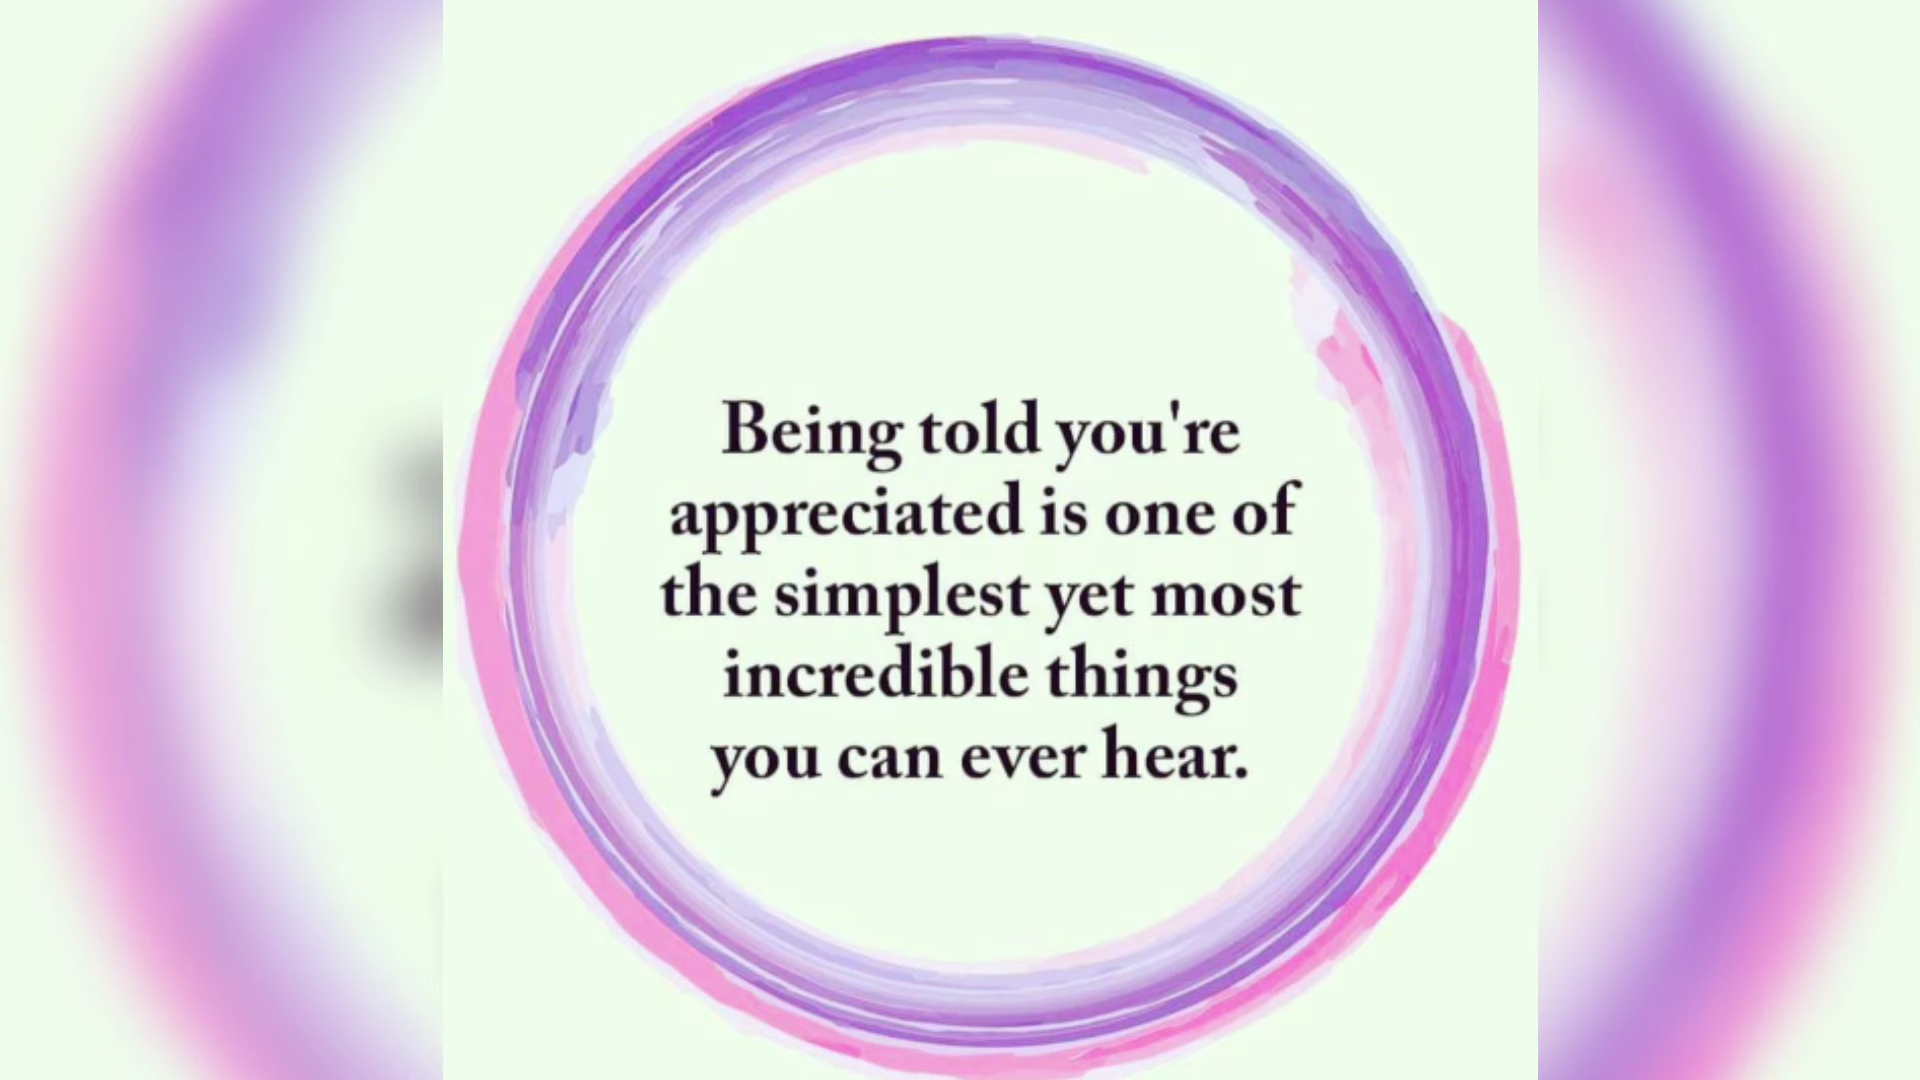 Being told you're
appreciated is one of
the simplest yet most
incredible things
you can ever hear.